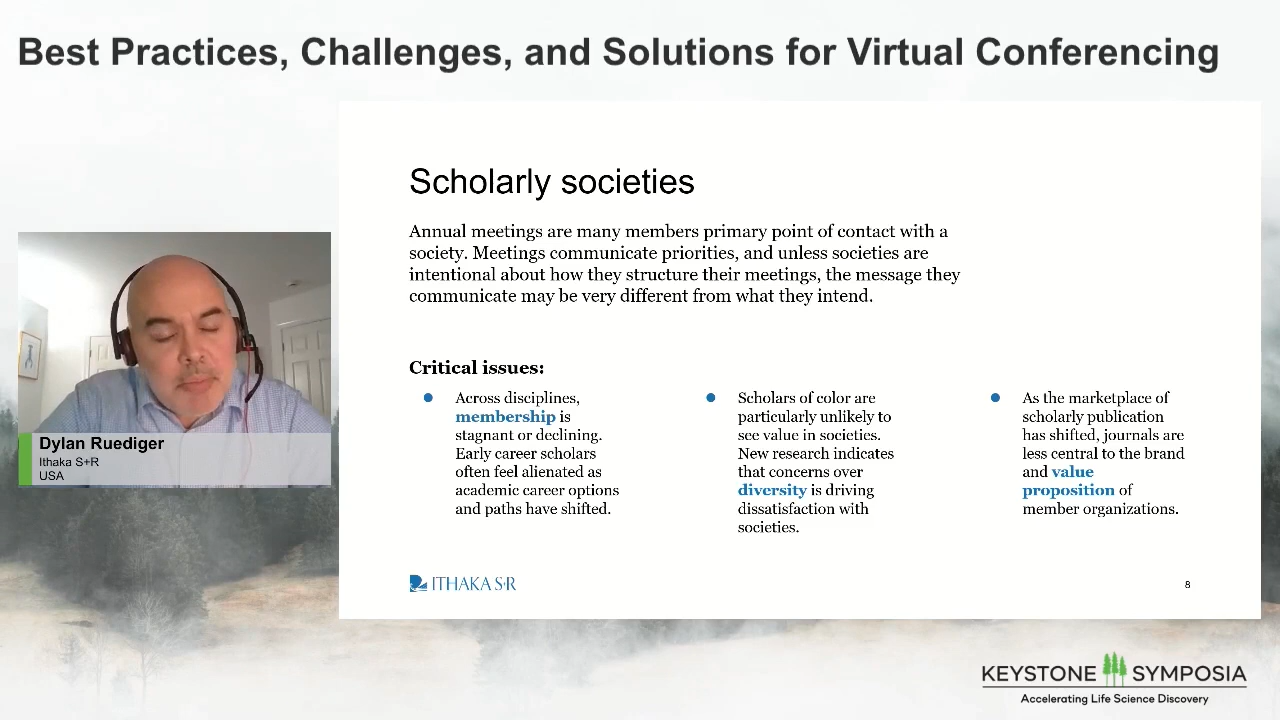 Best Practices, Challenges, and Solutions for Virtual Conferencing
Scholarly societies
Annual meetings are many members primary point of contact with a
society. Meetings communicate priorities, and unless societies are
intentional about how they structure their meetings, the message they
communicate may be very different from what they intend.
Critical issues:
Across disciplines,
membership is
stagnant or declining.
Early career scholars
often feel alienated as
academic career options
and paths have shifted.
Scholars of color are
particularly unlikely to
see value in societies.
New research indicates
that concerns over
diversity is driving
dissatisfaction with
societies.
As the marketplace of
scholarly publication
has shifted, journals are
less central to the brand
and value
proposition of
member organizations.
ITHAKA S+R
8
Dylan Ruediger
Ithaka S+R
USA
KEYSTONE SYMPOSIA
Accelerating Life Science Discovery